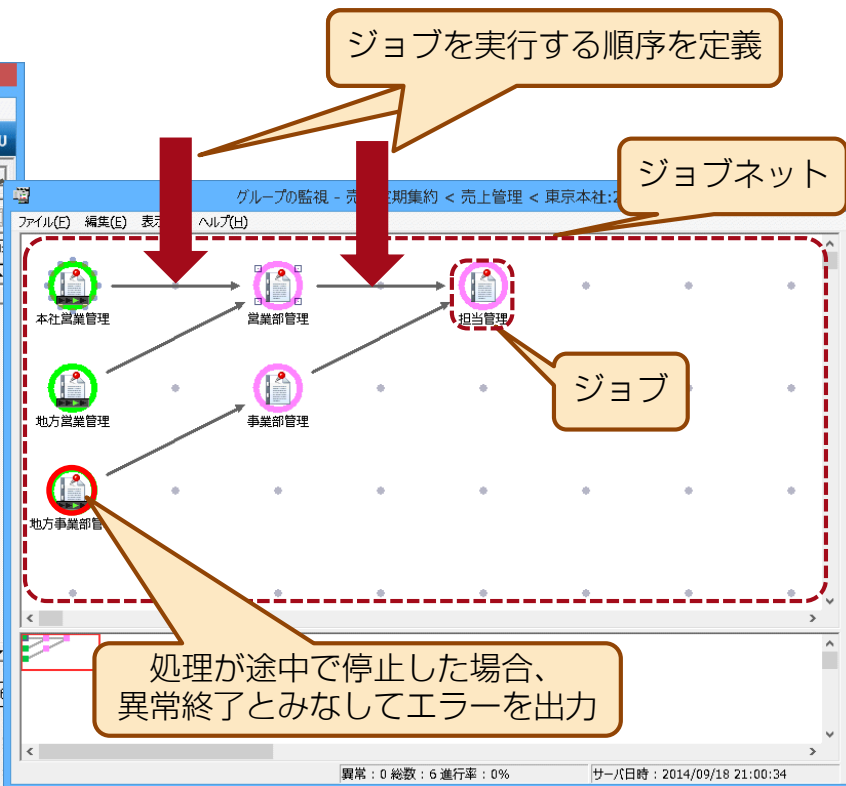 ジョブを実行する順序を定義
ジョブネット
グループの監視 - 売 期集約 < 売上管理 < 東京本社:2
ファイル(F) 編集(E) 表示 ヘルプ(H)
本社営業管理
営業部管理
担当管理
ジョブ
地方営業管理
事業部管理
地方事業部管
処理が途中で停止した場合、
異常終了とみなしてエラーを出力
異常:0 総数:6 進行率:0%
サーバ日時:2014/09/18 21:00:34